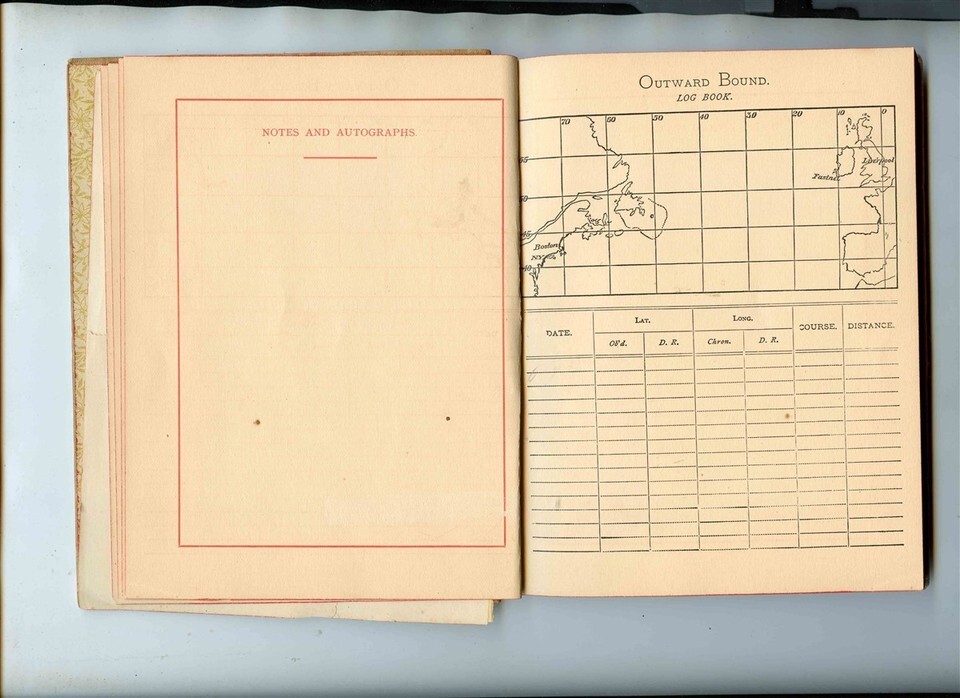 NOTES AND AUTOGRAPHS.
OUTWARD BOUND.
LOG BOOK.
70 60 50 40 30 20 10 0
55
50
45
40
Liverpool
Fastnet
Boston
NY
DATE. LAT. LONG. COURSE. DISTANCE.
Ob'd. D. R. Chron. D. R.